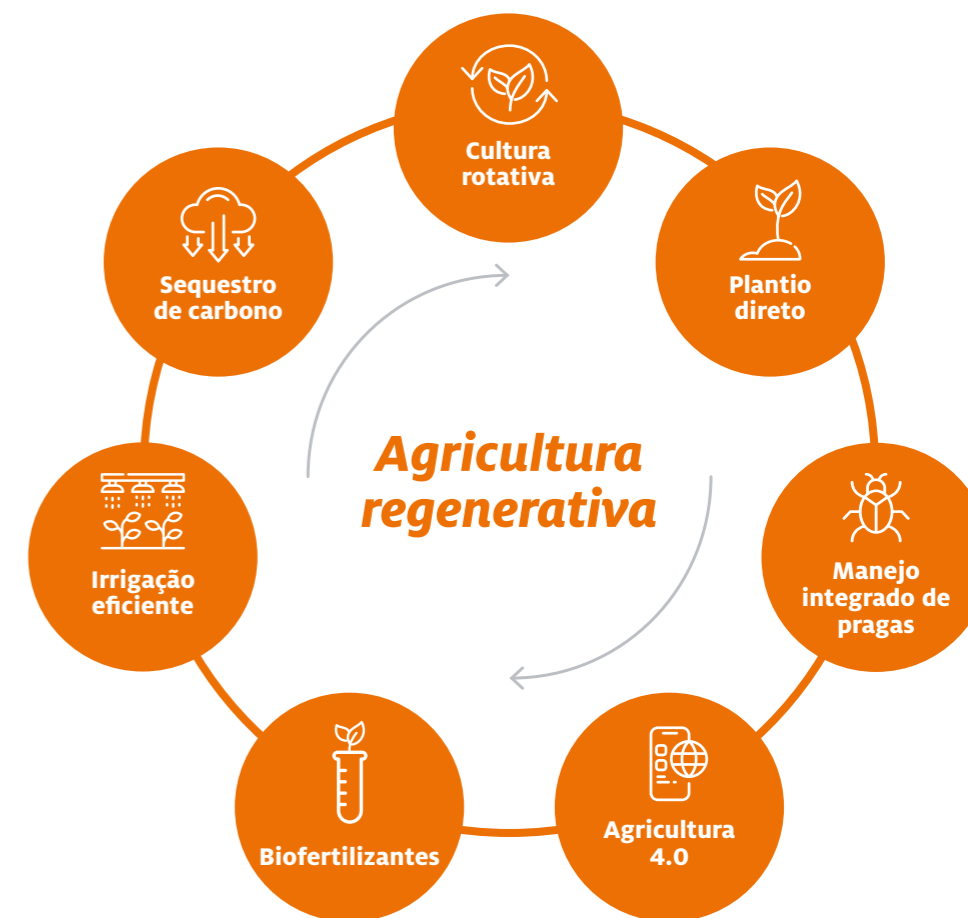 Cultura
rotativa
Plantio
direto
Manejo
integrado de
pragas
Agricultura
4.0
Biofertilizantes
Irrigação
eficiente
Sequestro
de carbono
Agricultura
regenerativa